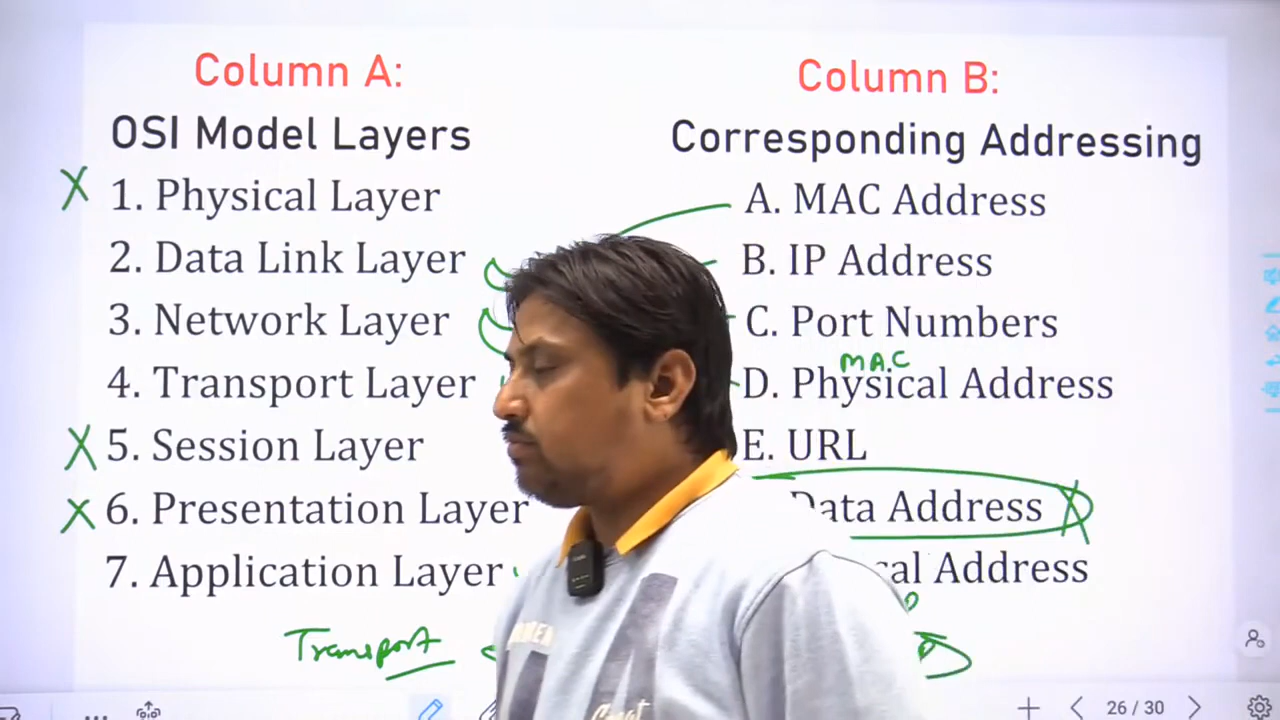 Column A:
OSI Model Layers
X 1. Physical Layer
2. Data Link Layer
3. Network Layer
4. Transport Layer
X 5. Session Layer
X 6. Presentation Layer
7. Application Layer
Transport
Column B:
Corresponding Addressing
A. MAC Address
B. IP Address
C. Port Numbers
MAC
D. Physical Address
E. URL
Data Address X
Address
26 / 30